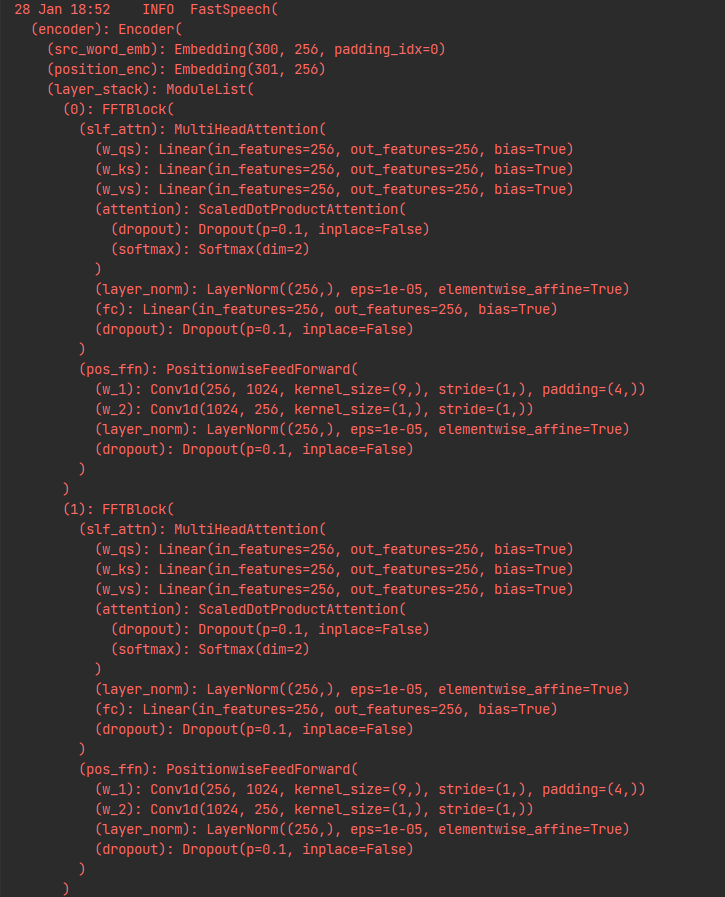 28 Jan 18:52    INFO  FastSpeech(
  (encoder): Encoder(
    (src_word_emb): Embedding(300, 256, padding_idx=0)
    (position_enc): Embedding(301, 256)
    (layer_stack): ModuleList(
      (0): FFTBlock(
        (slf_attn): MultiHeadAttention(
          (w_qs): Linear(in_features=256, out_features=256, bias=True)
          (w_ks): Linear(in_features=256, out_features=256, bias=True)
          (w_vs): Linear(in_features=256, out_features=256, bias=True)
          (attention): ScaledDotProductAttention(
            (dropout): Dropout(p=0.1, inplace=False)
            (softmax): Softmax(dim=2)
          )
          (layer_norm): LayerNorm((256,), eps=1e-05, elementwise_affine=True)
          (fc): Linear(in_features=256, out_features=256, bias=True)
          (dropout): Dropout(p=0.1, inplace=False)
        )
        (pos_ffn): PositionwiseFeedForward(
          (w_1): Conv1d(256, 1024, kernel_size=(9,), stride=(1,), padding=(4,))
          (w_2): Conv1d(1024, 256, kernel_size=(1,), stride=(1,))
          (layer_norm): LayerNorm((256,), eps=1e-05, elementwise_affine=True)
          (dropout): Dropout(p=0.1, inplace=False)
        )
      )
      (1): FFTBlock(
        (slf_attn): MultiHeadAttention(
          (w_qs): Linear(in_features=256, out_features=256, bias=True)
          (w_ks): Linear(in_features=256, out_features=256, bias=True)
          (w_vs): Linear(in_features=256, out_features=256, bias=True)
          (attention): ScaledDotProductAttention(
            (dropout): Dropout(p=0.1, inplace=False)
            (softmax): Softmax(dim=2)
          )
          (layer_norm): LayerNorm((256,), eps=1e-05, elementwise_affine=True)
          (fc): Linear(in_features=256, out_features=256, bias=True)
          (dropout): Dropout(p=0.1, inplace=False)
        )
        (pos_ffn): PositionwiseFeedForward(
          (w_1): Conv1d(256, 1024, kernel_size=(9,), stride=(1,), padding=(4,))
          (w_2): Conv1d(1024, 256, kernel_size=(1,), stride=(1,))
          (layer_norm): LayerNorm((256,), eps=1e-05, elementwise_affine=True)
          (dropout): Dropout(p=0.1, inplace=False)
        )
      )